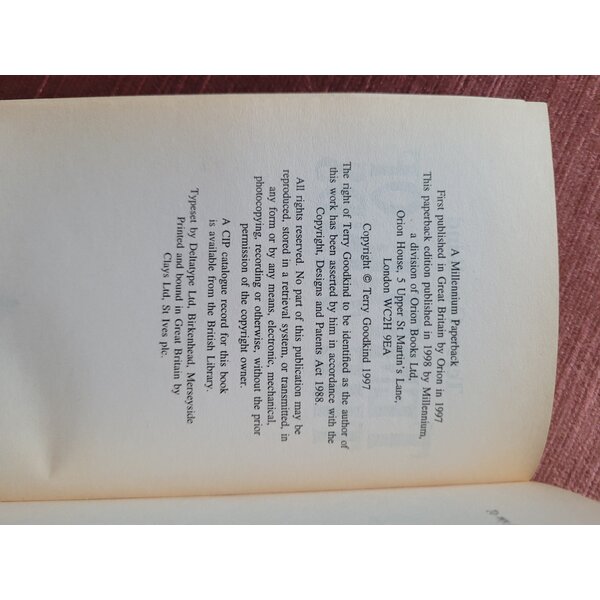 A Millennium Paperback
First published in Great Britain by Orion in 1997
This paperback edition published in 1998 by Millennium,
a division of Orion Books Ltd,
Orion House, 5 Upper St Martin's Lane,
London WC2H 9EA
Copyright © Terry Goodkind 1997
The right of Terry Goodkind to be identified as the author of
this work has been asserted by him in accordance with the
Copyright, Designs and Patents Act 1988.
All rights reserved. No part of this publication may be
reproduced, stored in a retrieval system, or transmitted, in
any form or by any means, electronic, mechanical,
photocopying, recording or otherwise, without the prior
permission of the copyright owner.
A CIP catalogue record for this book
is available from the British Library.
Typeset by Deltatype Ltd, Birkenhead, Merseyside
Printed and bound in Great Britain by
Clays Ltd, St Ives plc.